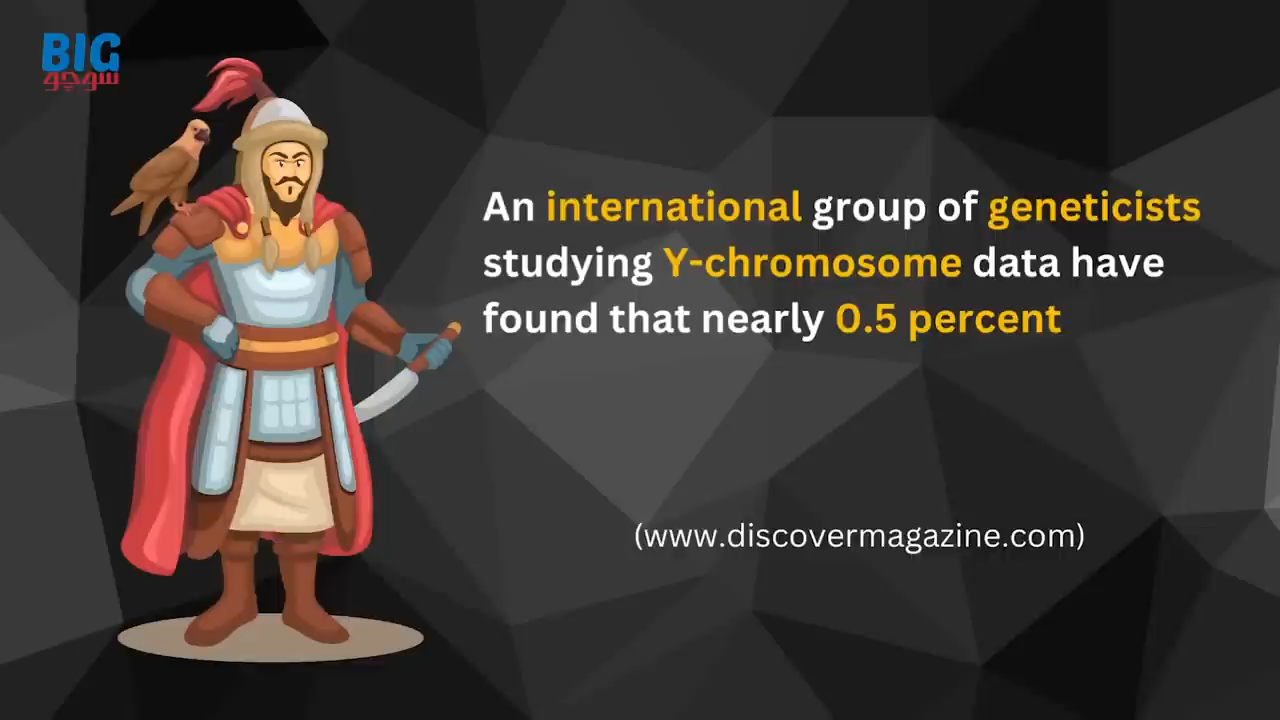 BIG
سوچو
An international group of geneticists
studying Y-chromosome data have
found that nearly 0.5 percent
(www.discovermagazine.com)